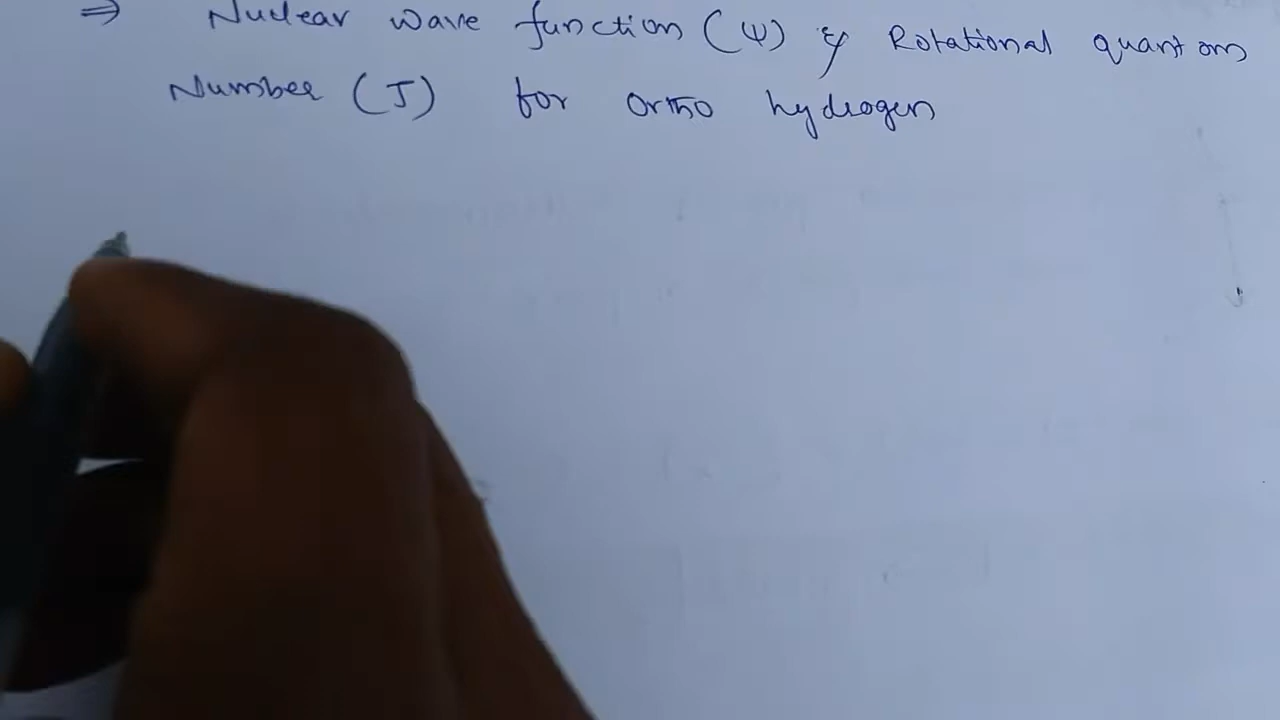 ⇒ Nuclear wave function (Ψ) & Rotational quantom
Number (J) for ortho hydrogen